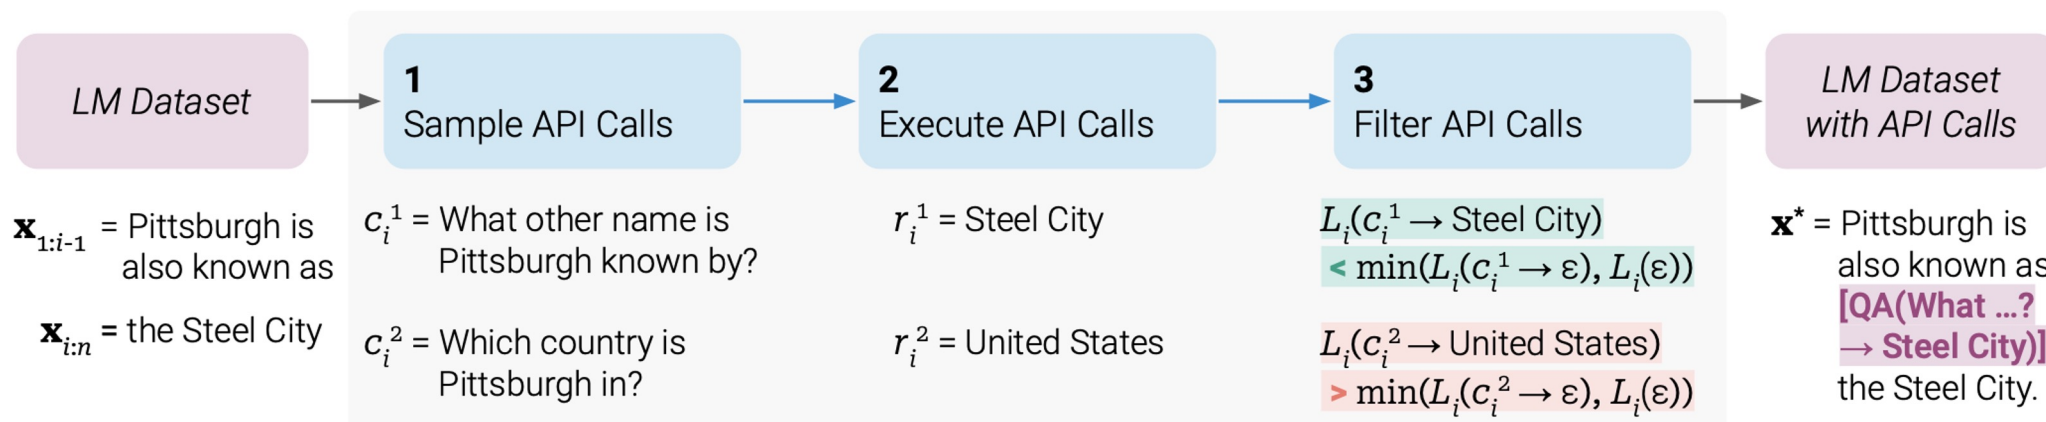 LM Dataset
1
Sample API Calls
2
Execute API Calls
3
Filter API Calls
LM Dataset
with API Calls
x1:i-1 = Pittsburgh is
also known as
xi:n = the Steel City
ci1 = What other name is
Pittsburgh known by?
ci2 = Which country is
Pittsburgh in?
ri1 = Steel City
ri2 = United States
Li(ci1 → Steel City)
< min(Li(ci1 → ε), Li(ε))
Li(ci2 → United States)
> min(Li(ci2 → ε), Li(ε))
x* = Pittsburgh is
also known as
[QA(What ...?
→ Steel City)]
the Steel City.